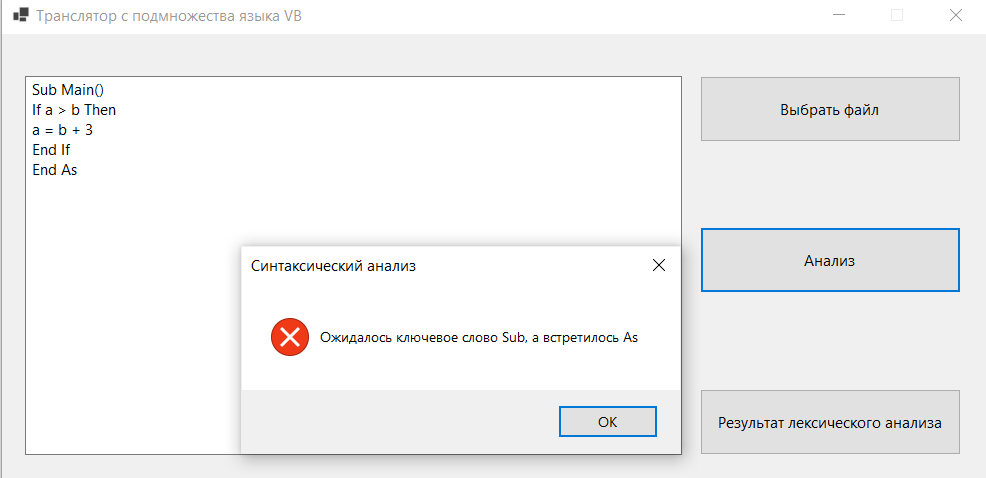 Транслятор с подмножества языка VB
Sub Main()
If a > b Then
a = b + 3
End If
End As
Выбрать файл
Анализ
Результат лексического анализа
Синтаксический анализ
Ожидалось ключевое слово Sub, а встретилось As
OK